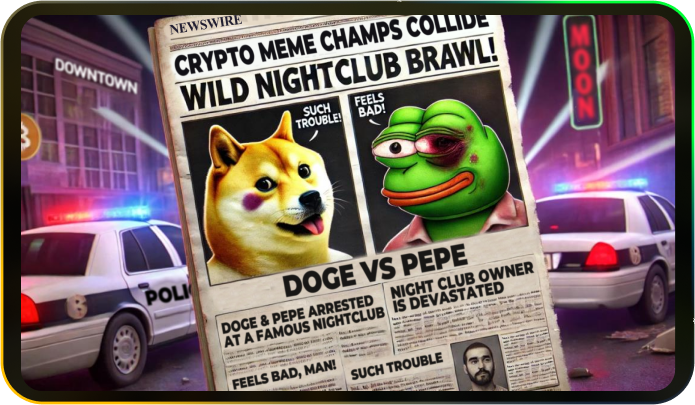 NEWSWIRE
CRYPTO MEME CHAMPS COLLIDE
WILD NIGHTCLUB BRAWL!
DOWNTOWN
SUCH
TROUBLE!
FEELS
BAD!
MOON
POLIC
DOGE VS PEPE
DOGE & PEPE ARRESTED
AT A FAMOUS NIGHTCLUB
NIGHT CLUB OWNER
IS DEVASTATED
FEELS BAD, MAN!
SUCH TROUBLE